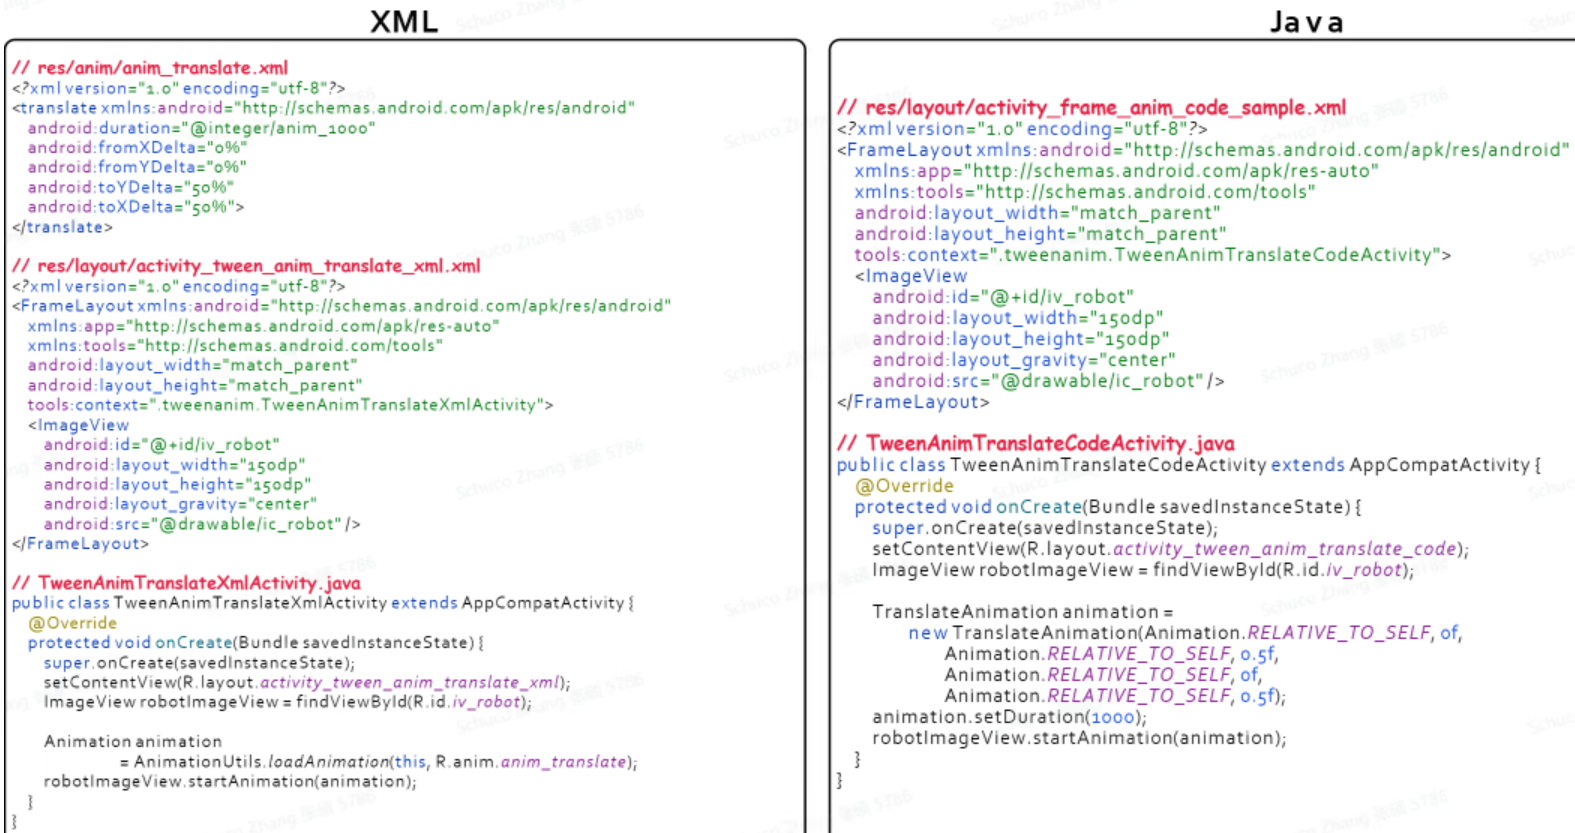 XML
// res/anim/anim_translate.xml
<?xml version="1.0" encoding="utf-8"?>
<translate xmlns:android="http://schemas.android.com/apk/res/android"
android:duration="@integer/anim_1000"
android:fromXDelta="0%"
android:fromYDelta="0%"
android:toYDelta="50%"
android:toXDelta="50%">
</translate>
// res/layout/activity_tween_anim_translate_xml.xml
<?xml version="1.0" encoding="utf-8"?>
<FrameLayout xmlns:android="http://schemas.android.com/apk/res/android"
xmlns:app="http://schemas.android.com/apk/res-auto"
xmlns:tools="http://schemas.android.com/tools"
android:layout_width="match_parent"
android:layout_height="match_parent"
tools:context=".tweenanim.TweenAnimTranslateXmlActivity">
<ImageView
android:id="@+id/iv_robot"
android:layout_width="150dp"
android:layout_height="150dp"
android:layout_gravity="center"
android:src="@drawable/ic_robot" />
</FrameLayout>
// TweenAnimTranslateXmlActivity.java
public class TweenAnimTranslateXmlActivity extends AppCompatActivity {
@Override
protected void onCreate(Bundle savedInstanceState) {
super.onCreate(savedInstanceState);
setContentView(R.layout.activity_tween_anim_translate_xml);
ImageView robotImageView = findViewById(R.id.iv_robot);
Animation animation
= AnimationUtils.loadAnimation(this, R.anim.anim_translate);
robotImageView.startAnimation(animation);
}
}
Java
// res/layout/activity_frame_anim_code_sample.xml
<?xml version="1.0" encoding="utf-8"?>
<FrameLayout xmlns:android="http://schemas.android.com/apk/res/android"
xmlns:app="http://schemas.android.com/apk/res-auto"
xmlns:tools="http://schemas.android.com/tools"
android:layout_width="match_parent"
android:layout_height="match_parent"
tools:context=".tweenanim.TweenAnimTranslateCodeActivity">
<ImageView
android:id="@+id/iv_robot"
android:layout_width="150dp"
android:layout_height="150dp"
android:layout_gravity="center"
android:src="@drawable/ic_robot" />
</FrameLayout>
// TweenAnimTranslateCodeActivity.java
public class TweenAnimTranslateCodeActivity extends AppCompatActivity {
@Override
protected void onCreate(Bundle savedInstanceState) {
super.onCreate(savedInstanceState);
setContentView(R.layout.activity_tween_anim_translate_code);
ImageView robotImageView = findViewById(R.id.iv_robot);
TranslateAnimation animation =
new TranslateAnimation(Animation.RELATIVE_TO_SELF, 0f,
Animation.RELATIVE_TO_SELF, 0.5f,
Animation.RELATIVE_TO_SELF, 0f,
Animation.RELATIVE_TO_SELF, 0.5f);
animation.setDuration(1000);
robotImageView.startAnimation(animation);
}
}